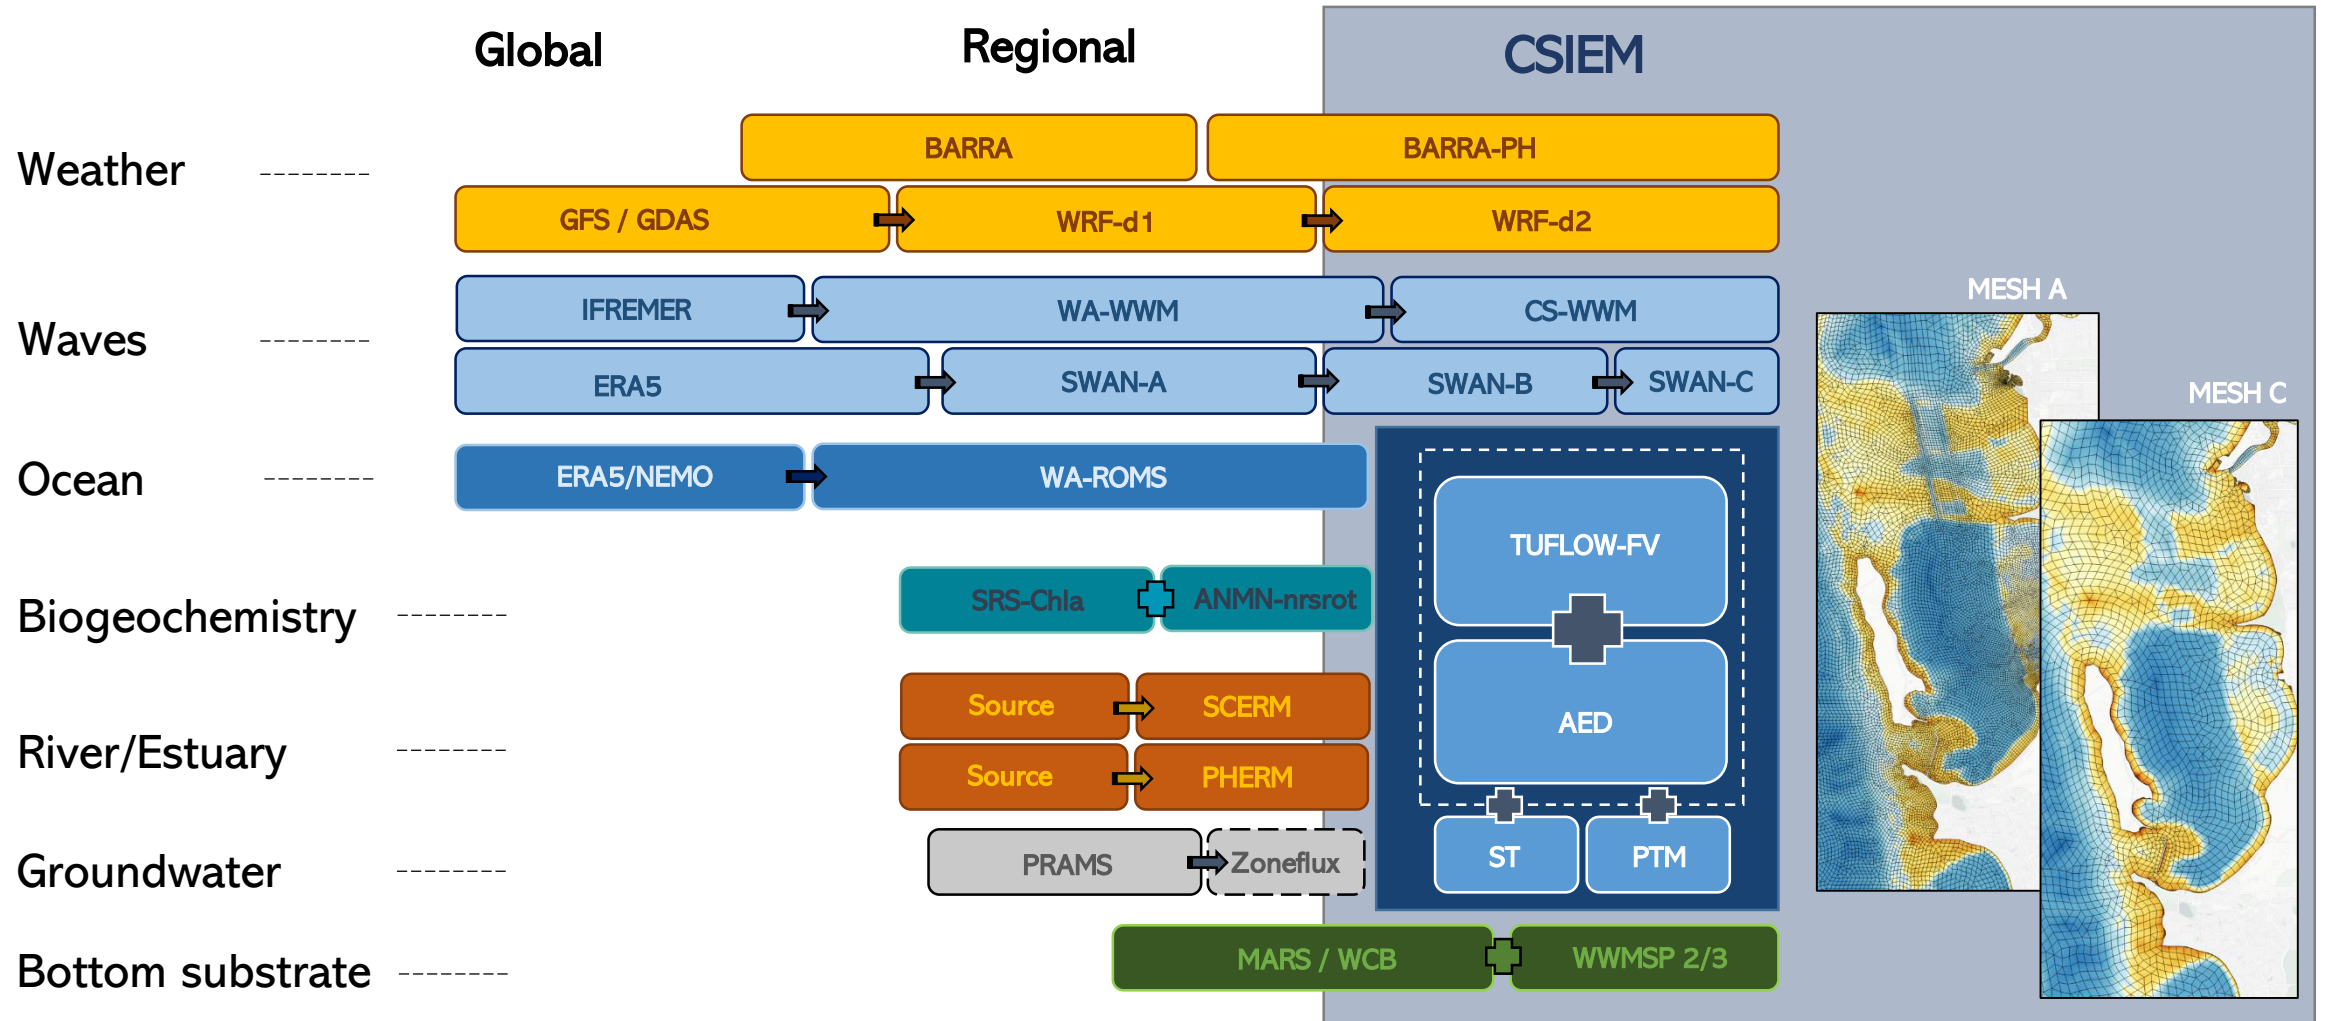 Global
Regional
CSIEM
Weather
BARRA
BARRA-PH
GFS / GDAS
WRF-d1
WRF-d2
Waves
IFREMER
WA-WWM
CS-WWM
ERA5
SWAN-A
SWAN-B
SWAN-C
MESH A
MESH C
Ocean
ERA5/NEMO
WA-ROMS
TUFLOW-FV
Biogeochemistry
SRS-Chla
ANMN-nrsrot
River/Estuary
Source
SCERM
AED
Source
PHERM
Groundwater
PRAMS
Zoneflux
ST
PTM
Bottom substrate
MARS / WCB
WWMSP 2/3